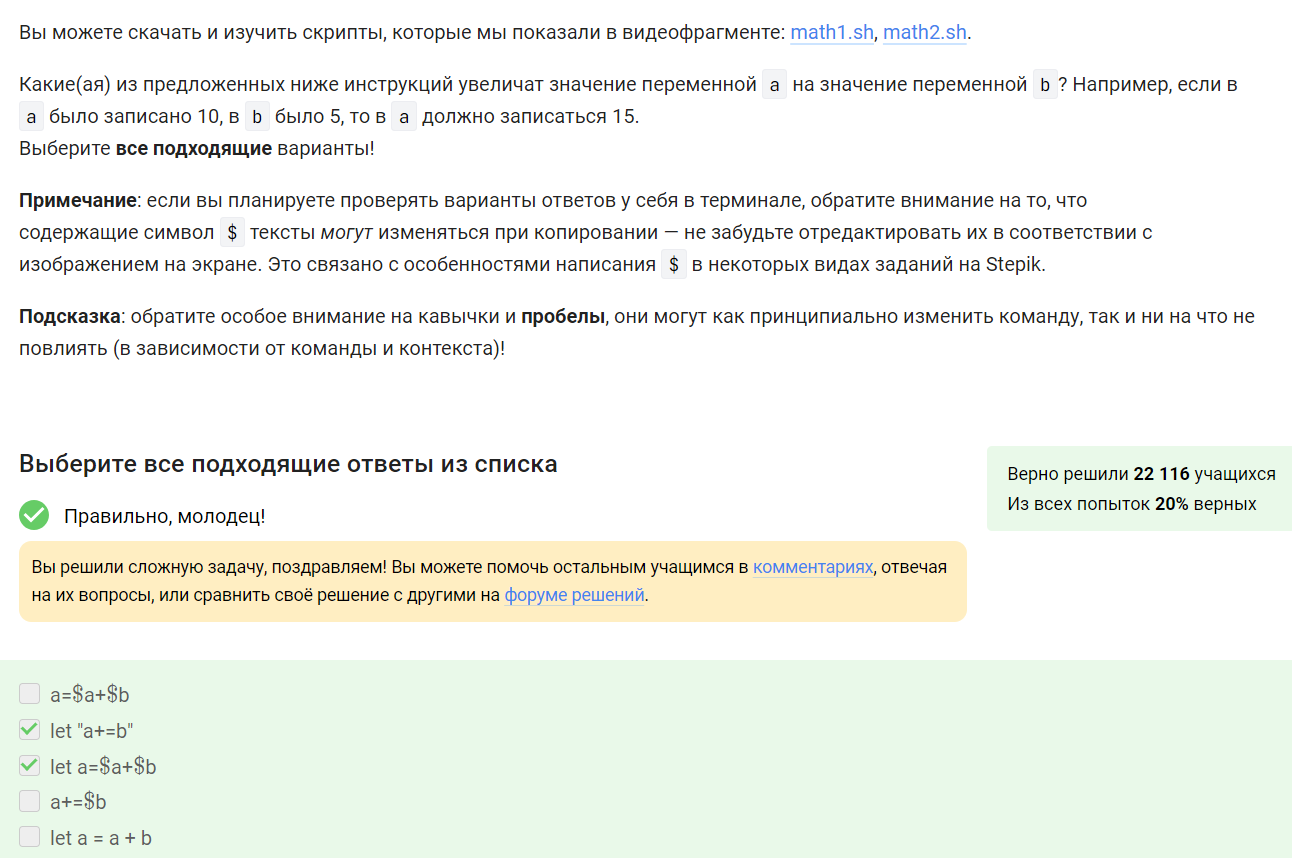 Вы можете скачать и изучить скрипты, которые мы показали в видеофрагменте: math1.sh, math2.sh.
Какие(ая) из предложенных ниже инструкций увеличат значение переменной a на значение переменной b? Например, если в
a было записано 10, в b было 5, то в a должно записаться 15.
Выберите все подходящие варианты!
Примечание: если вы планируете проверять варианты ответов у себя в терминале, обратите внимание на то, что
содержащие символ $ тексты могут изменяться при копировании — не забудьте отредактировать их в соответствии с
изображением на экране. Это связано с особенностями написания $ в некоторых видах заданий на Stepik.
Подсказка: обратите особое внимание на кавычки и пробелы, они могут как принципиально изменить команду, так и ни на что не
повлиять (в зависимости от команды и контекста)!
Выберите все подходящие ответы из списка
Верно решили 22 116 учащихся
Из всех попыток 20% верных
Правильно, молодец!
Вы решили сложную задачу, поздравляем! Вы можете помочь остальным учащимся в комментариях, отвечая
на их вопросы, или сравнить своё решение с другими на форуме решений.
a=$a+$b
let "a+=b"
let a=$a+$b
a+=$b
let a = a + b